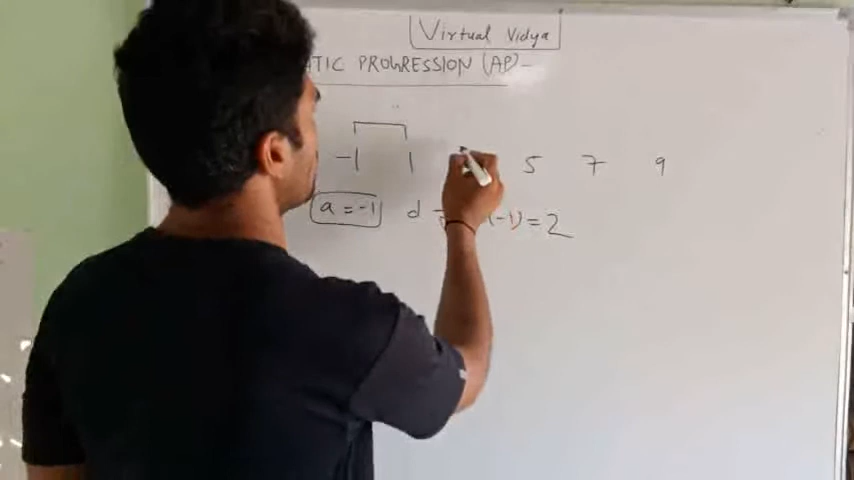 Virtual Vidya
TIC PROGRESSION (AP)-
-1 1 5 7 9
a = -1 d (-1) = 2